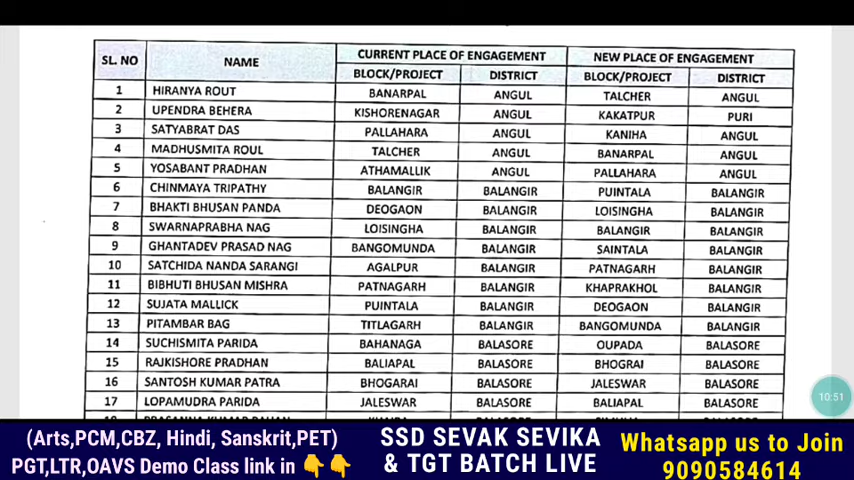 SL. NO NAME CURRENT PLACE OF ENGAGEMENT NEW PLACE OF ENGAGEMENT
BLOCK/PROJECT DISTRICT BLOCK/PROJECT DISTRICT
1 HIRANYA ROUT BANARPAL ANGUL TALCHER ANGUL
2 UPENDRA BEHERA KISHORENAGAR ANGUL KAKATPUR PURI
3 SATYABRAT DAS PALLAHARA ANGUL KANIHA ANGUL
4 MADHUSMITA ROUL TALCHER ANGUL BANARPAL ANGUL
5 YOSABANT PRADHAN ATHAMALLIK ANGUL PALLAHARA ANGUL
6 CHINMAYA TRIPATHY BALANGIR BALANGIR PUINTALA BALANGIR
7 BHAKTI BHUSAN PANDA DEOGAON BALANGIR LOISINGHA BALANGIR
8 SWARNAPRABHA NAG LOISINGHA BALANGIR BALANGIR BALANGIR
9 GHANTADEV PRASAD NAG BANGOMUNDA BALANGIR SAINTALA BALANGIR
10 SATCHIDA NANDA SARANGI AGALPUR BALANGIR PATNAGARH BALANGIR
11 BIBHUTI BHUSAN MISHRA PATNAGARH BALANGIR KHAPRAKHOL BALANGIR
12 SUJATA MALLICK PUINTALA BALANGIR DEOGAON BALANGIR
13 PITAMBAR BAG TITLAGARH BALANGIR BANGOMUNDA BALANGIR
14 SUCHISMITA PARIDA BAHANAGA BALASORE OUPADA BALASORE
15 RAJKISHORE PRADHAN BALIAPAL BALASORE BHOGRAI BALASORE
16 SANTOSH KUMAR PATRA BHOGARAI BALASORE JALESWAR BALASORE
17 LOPAMUDRA PARIDA JALESWAR BALASORE BALIAPAL BALASORE
10:51
(Arts,PCM,CBZ, Hindi, Sanskrit,PET)
PGT,LTR,OAVS Demo Class link in 👇👇
SSD SEVAK SEVIKA
& TGT BATCH LIVE
Whatsapp us to Join
9090584614